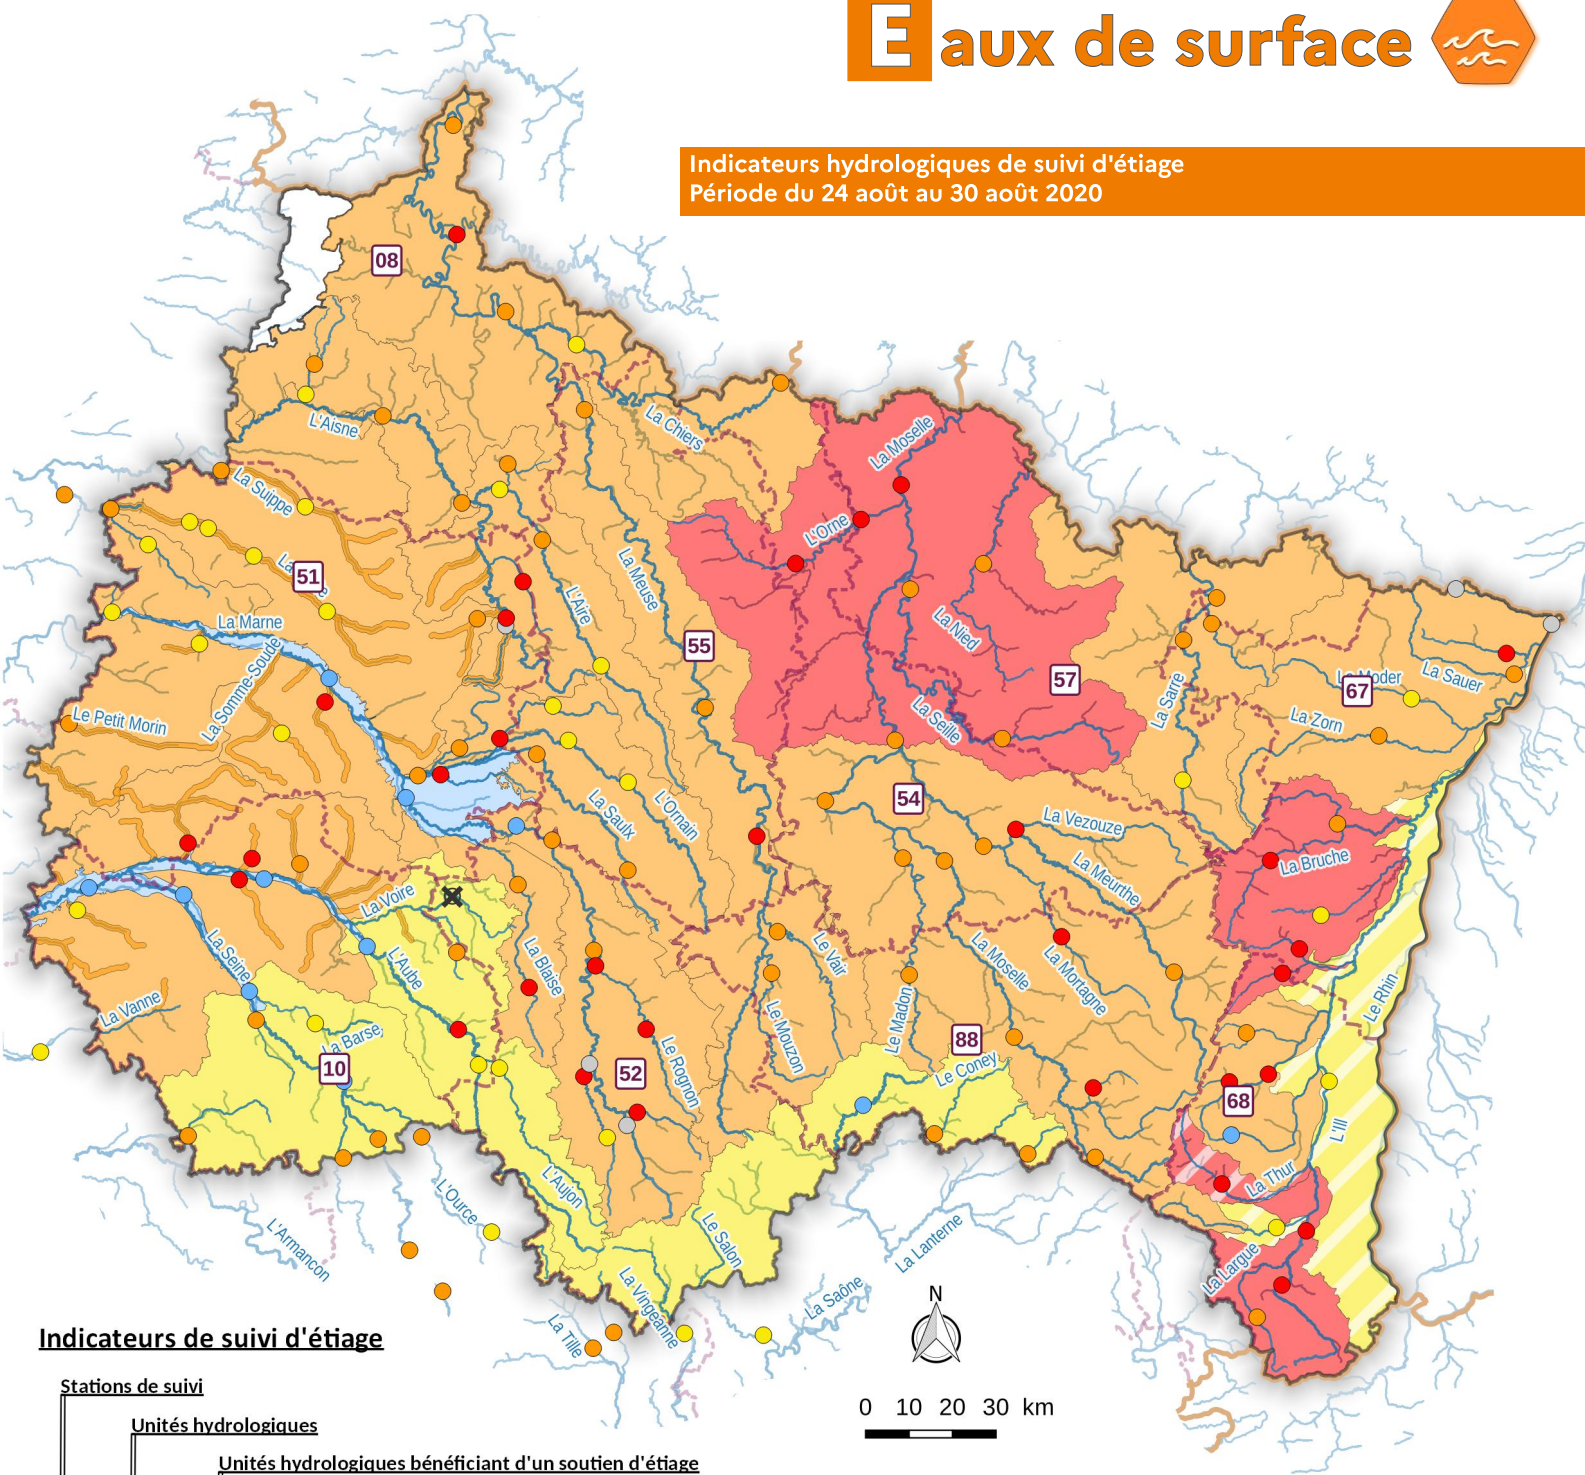 Eaux de surface
Indicateurs hydrologiques de suivi d'étiage
Période du 24 août au 30 août 2020
08
La Chiers
La Moselle
L'Aisne
La Suippe
L'Orne
51
La Meuse
L'Aire
La Marne
La Nied
55
57
La Somme-Soude
La Sarre
La Sauer
67
Le Petit Morin
La Seille
La Zorn
54
La Saulx
L'Ornain
La Vezouze
La Meurthe
La Bruche
La Voire
La Seine
L'Aube
La Blaise
Le Vair
La Moselle
La Mortagne
Le Rhin
La Vanne
La Barse
Le Mouzon
Le Madon
88
10
52
Le Rognon
Le Coney
68
L'Ill
La Thur
L'Aujon
L'Ource
L'Armançon
Le Salon
La Lanterne
La Largue
La Vingeanne
La Saône
La Tille
N
0 10 20 30 km
Indicateurs de suivi d'étiage
Stations de suivi
Unités hydrologiques
Unités hydrologiques bénéficiant d'un soutien d'étiage